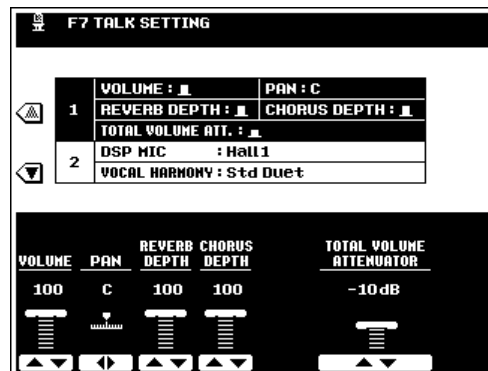 F7 TALK SETTING
VOLUME : PAN : C
1 REVERB DEPTH : CHORUS DEPTH :
TOTAL VOLUME ATT. :
2 DSP MIC : Hall1
VOCAL HARMONY : Std Duet
REVERB CHORUS TOTAL VOLUME
VOLUME PAN DEPTH DEPTH ATTENUATOR
100 C 100 100 -10dB